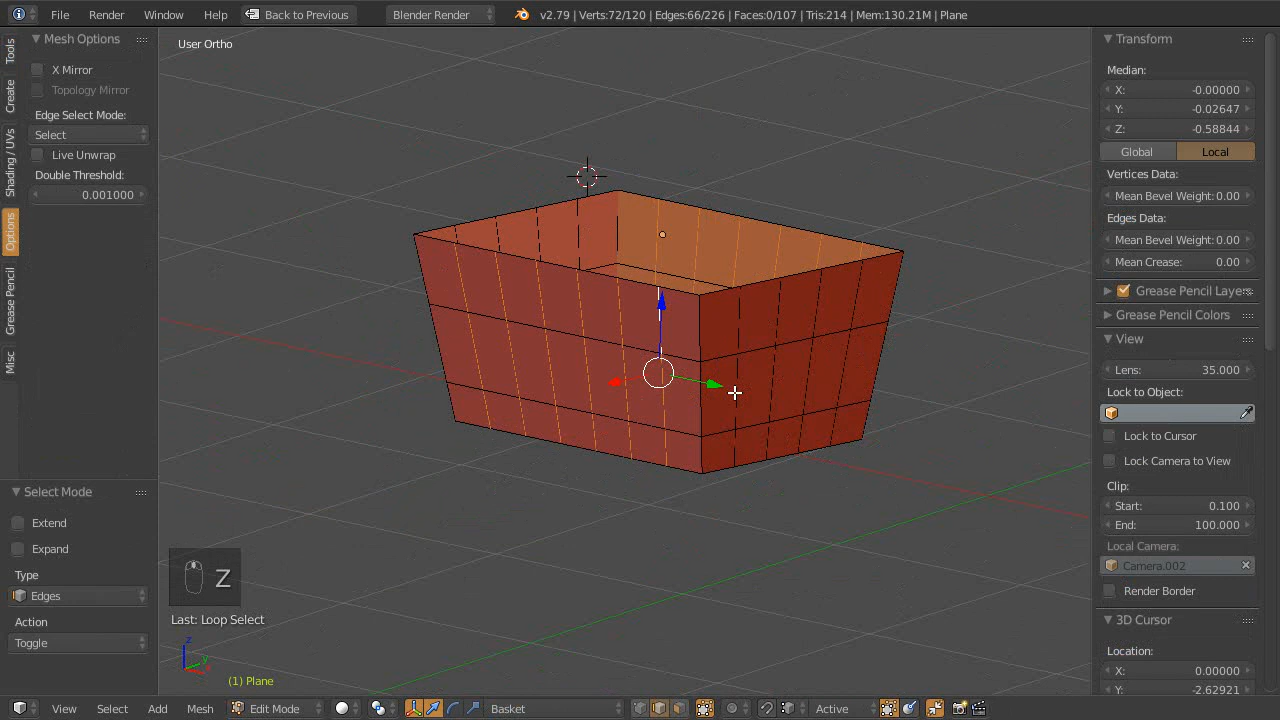 File Render Window Help Back to Previous Blender Render v2.79 | Verts:72/120 | Edges:66/226 | Faces:0/107 | Tris:214 | Mem:130.21M | Plane
Tools
Create
Shading / UVs
Options
Grease Pencil
Misc
Mesh Options
X Mirror
Topology Mirror
Edge Select Mode:
Select
Live Unwrap
Double Threshold:
0.001000
Select Mode
Extend
Expand
Type
Edges
Action
Toggle
User Ortho
Z
Last: Loop Select
z
y
x
(1) Plane
Transform
Median:
X: -0.00000
Y: -0.02647
Z: -0.58844
Global Local
Vertices Data:
Mean Bevel Weight: 0.00
Edges Data:
Mean Bevel Weight: 0.00
Mean Crease: 0.00
Grease Pencil Laye
Grease Pencil Colors
View
Lens: 35.000
Lock to Object:
Lock to Cursor
Lock Camera to View
Clip:
Start: 0.100
End: 100.000
Local Camera:
Camera.002
Render Border
3D Cursor
Location:
X: 0.00000
Y: -2.62921
View Select Add Mesh Edit Mode Basket Active